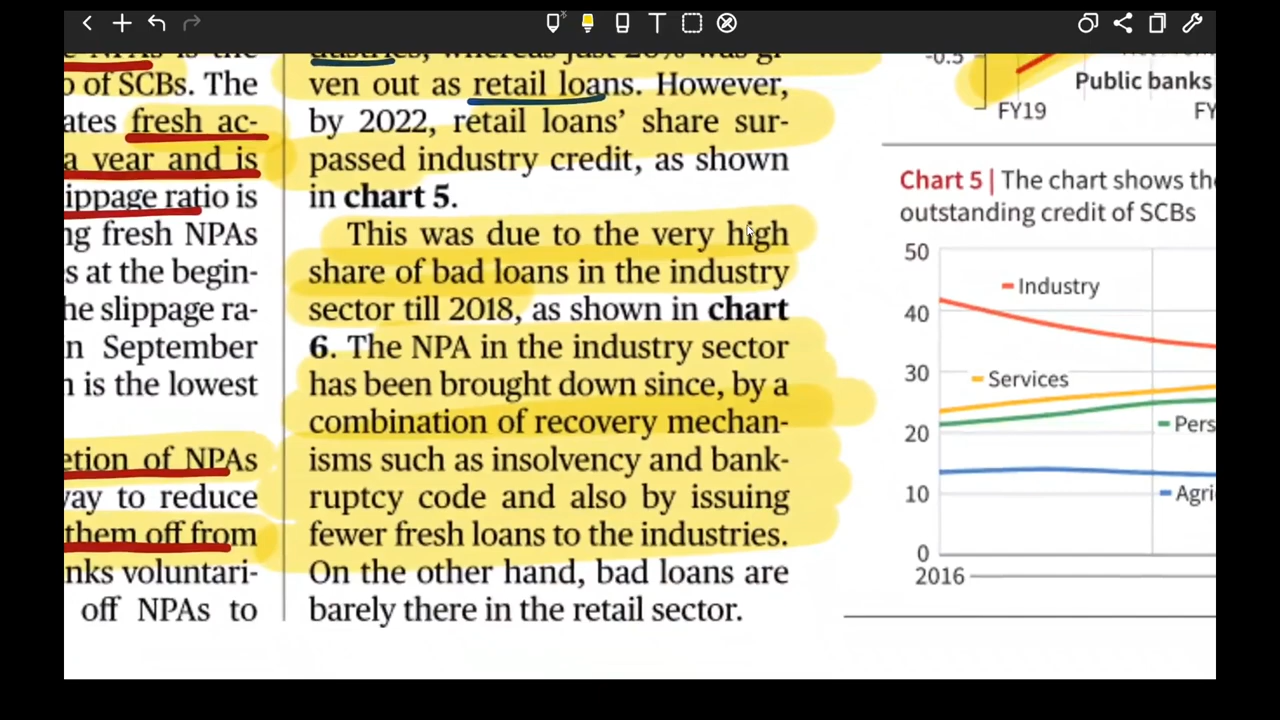 o of SCBs. The
ates fresh ac-
a year and is
ippage ratio is
ng fresh NPAs
s at the begin-
he slippage ra-
n September
n is the lowest
etion of NPAs
vay to reduce
them off from
nks voluntari-
off NPAs to
dustries, whereas just 20% was gi-
ven out as retail loans. However,
by 2022, retail loans’ share sur-
passed industry credit, as shown
in chart 5.
This was due to the very high
share of bad loans in the industry
sector till 2018, as shown in chart
6. The NPA in the industry sector
has been brought down since, by a
combination of recovery mechan-
isms such as insolvency and bank-
ruptcy code and also by issuing
fewer fresh loans to the industries.
On the other hand, bad loans are
barely there in the retail sector.
-0.5
Public banks
FY19
FY
Chart 5 | The chart shows the
outstanding credit of SCBs
50
Industry
40
30
Services
20
Pers
10
Agri
0
2016